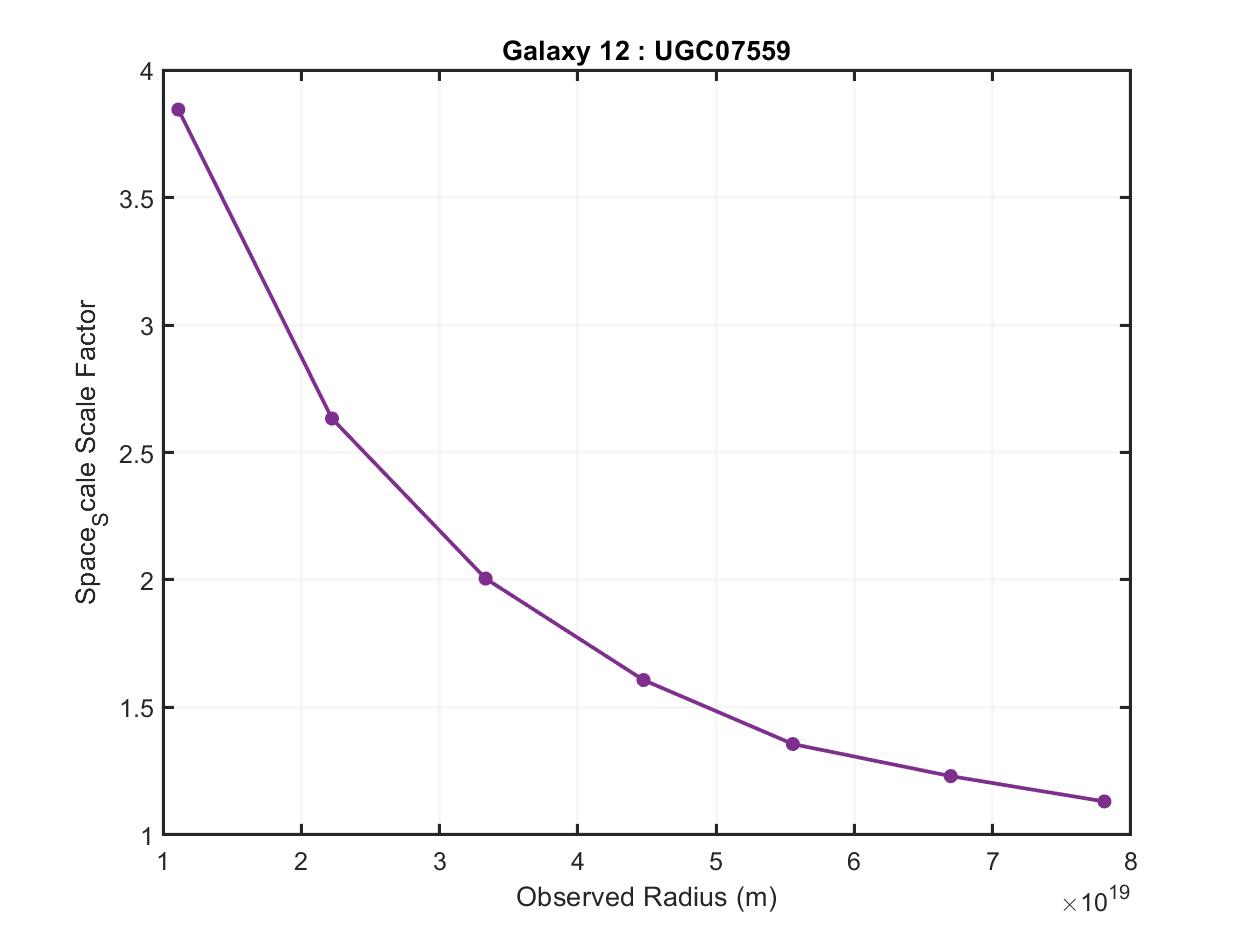 Galaxy 12 : UGC07559
4
3.5
3
2.5
2
1.5
1
Space_Scale Scale Factor
1 2 3 4 5 6 7 8
×10^19
Observed Radius (m)